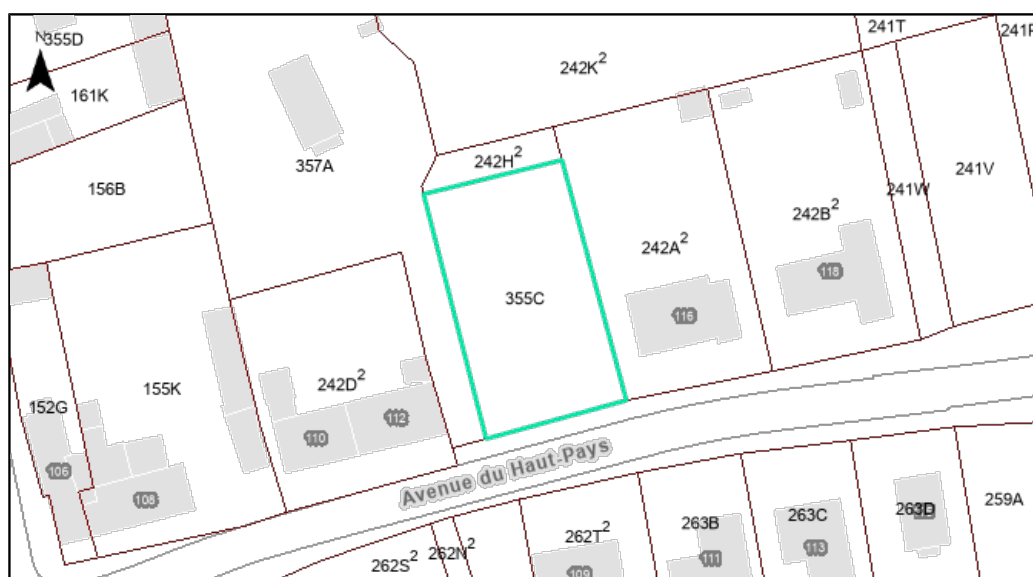 N
355D
241T
241P
242K²
161K
242H²
357A
241V
156B
241W
242B²
242A²
118
355C
116
242D²
155K
152G
112
110
Avenue du Haut-Pays
106
108
259A
263D
263C
263B
262T²
262N²
262S²
113
111
109